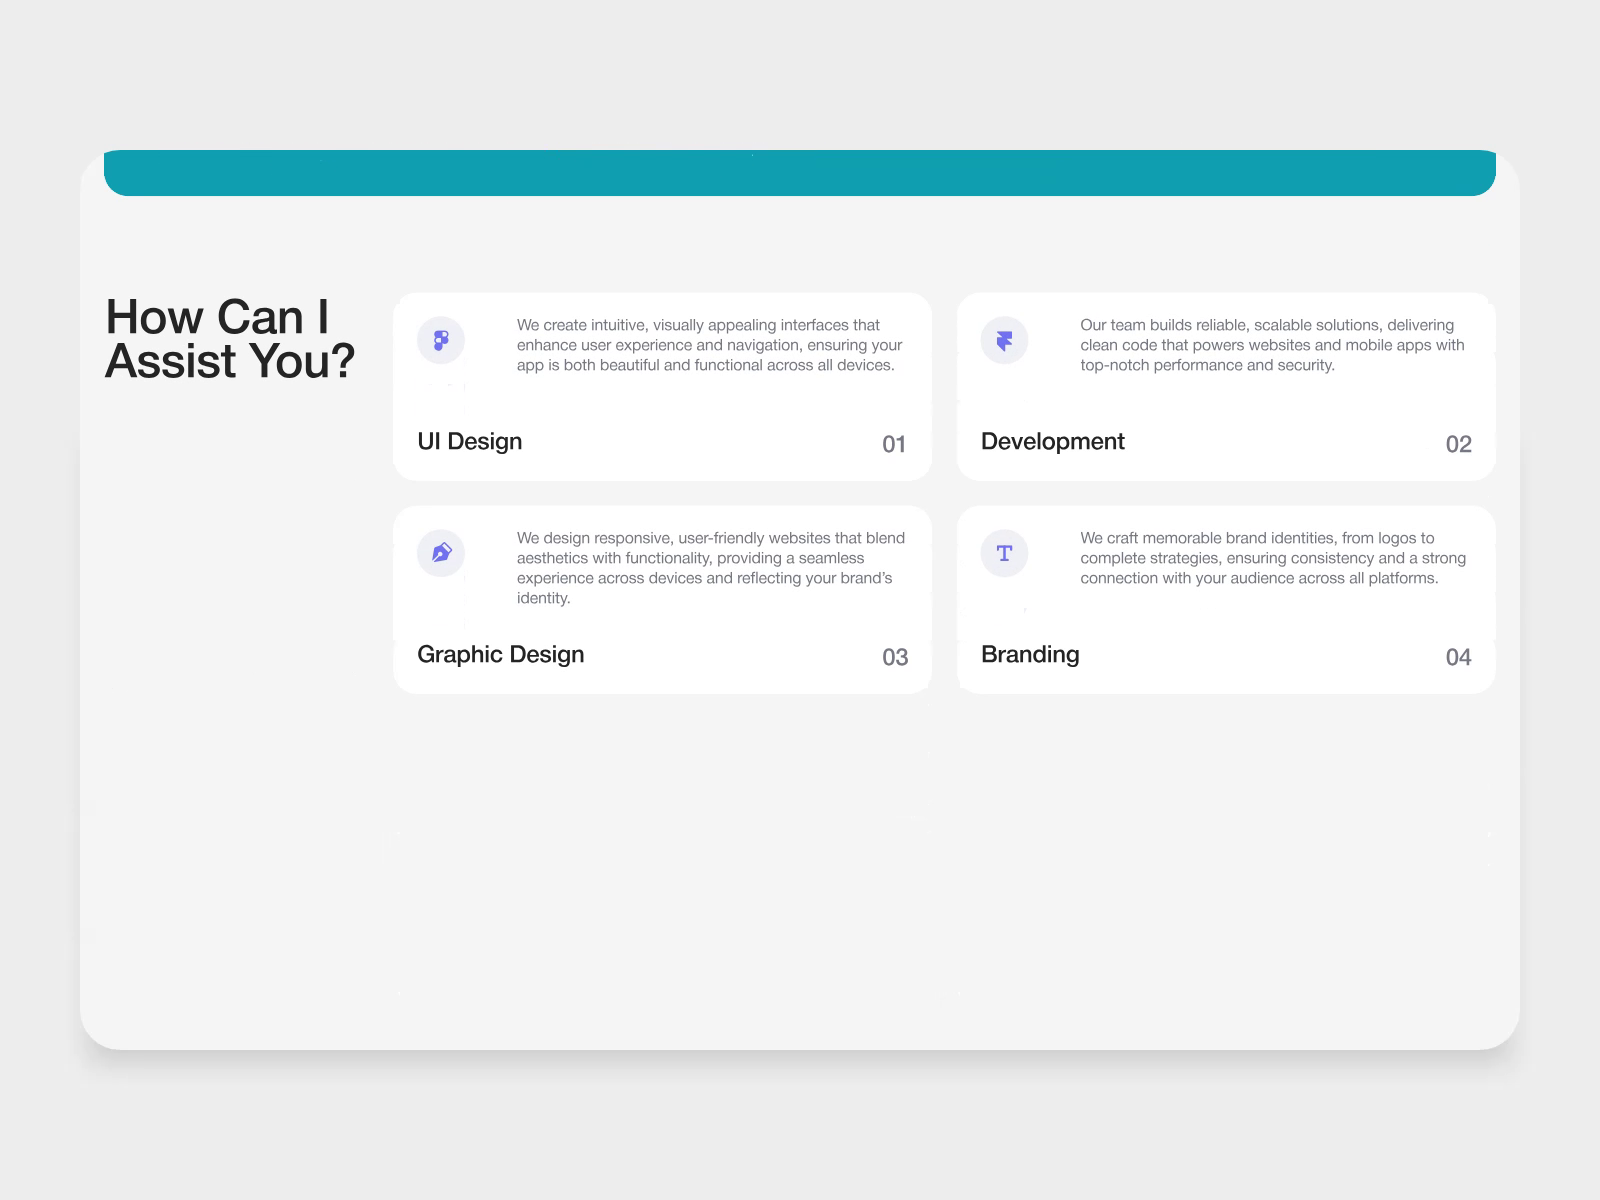 How Can I
Assist You?
We create intuitive, visually appealing interfaces that
enhance user experience and navigation, ensuring your
app is both beautiful and functional across all devices.
UI Design
01
Our team builds reliable, scalable solutions, delivering
clean code that powers websites and mobile apps with
top-notch performance and security.
Development
02
We design responsive, user-friendly websites that blend
aesthetics with functionality, providing a seamless
experience across devices and reflecting your brand’s
identity.
Graphic Design
03
T
We craft memorable brand identities, from logos to
complete strategies, ensuring consistency and a strong
connection with your audience across all platforms.
Branding
04